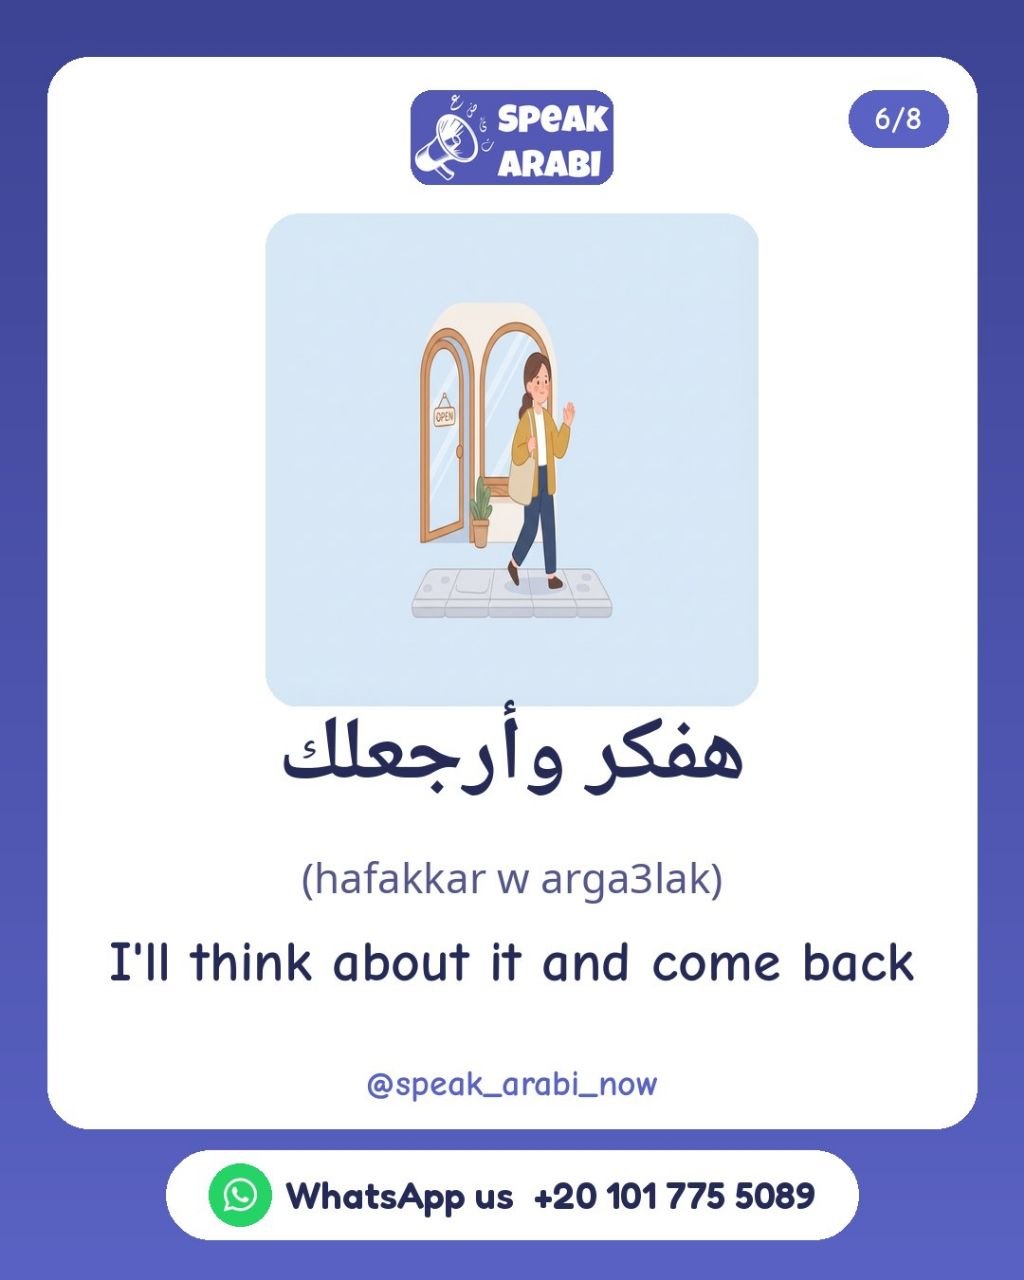 SPEAK
ARABI
6/8
OPEN
هفكر وأرجعلك
(hafakkar w arga3lak)
I'll think about it and come back
@speak_arabi_now
WhatsApp us +20 101 775 5089